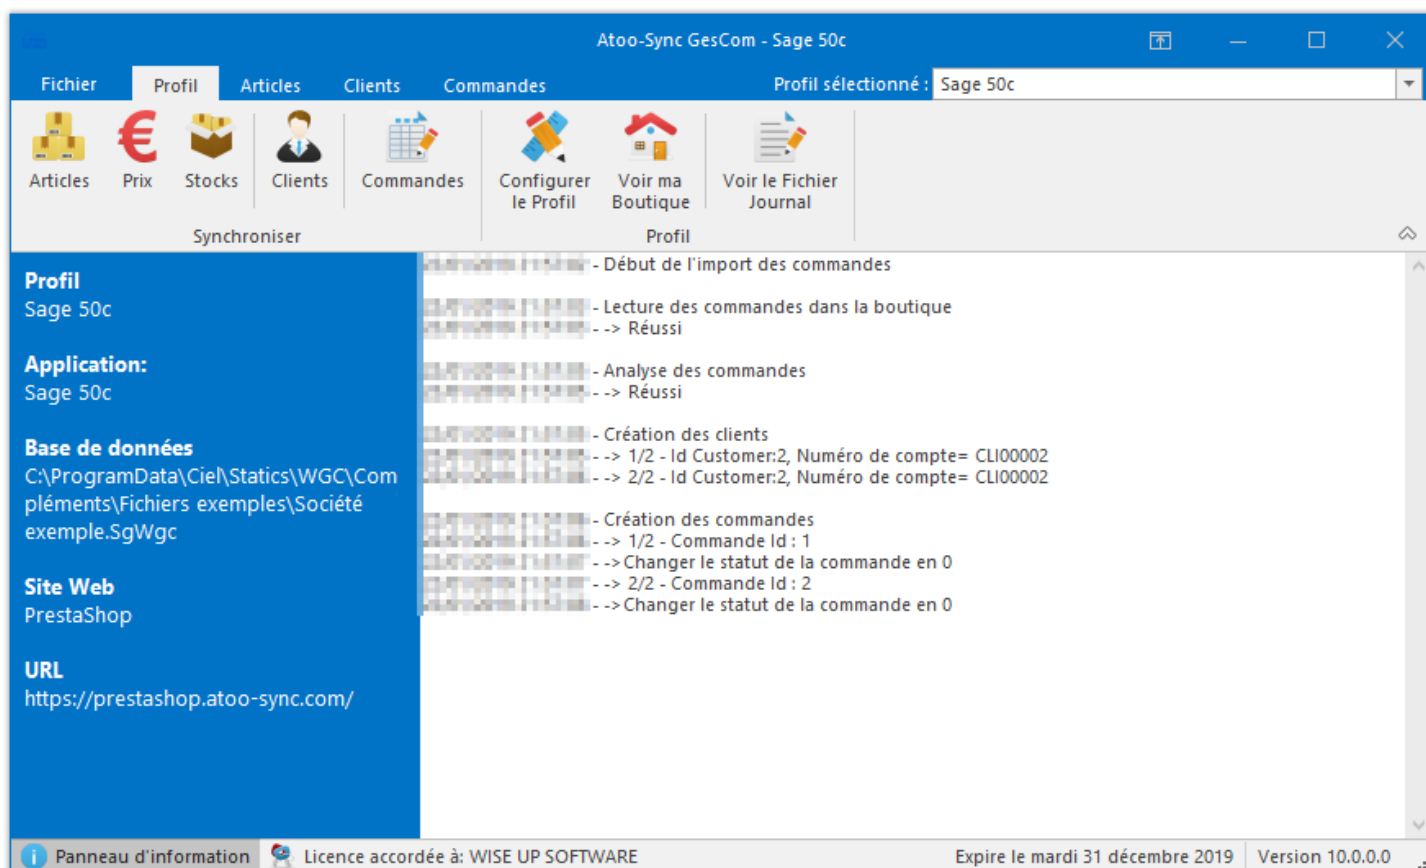 Atoo-Sync GesCom - Sage 50c
Fichier Profil Articles Clients Commandes Profil sélectionné : Sage 50c
Articles Prix Stocks Clients Commandes Configurer le Profil Voir ma Boutique Voir le Fichier Journal
Synchroniser Profil
Profil
Sage 50c
Application:
Sage 50c
Base de données
C:\ProgramData\Ciel\Statics\WGC\Com
pléments\Fichiers exemples\Société
exemple.SgWgc
Site Web
PrestaShop
URL
https://prestashop.atoo-sync.com/
- Début de l'import des commandes
- Lecture des commandes dans la boutique
- --> Réussi
- Analyse des commandes
- --> Réussi
- Création des clients
- --> 1/2 - Id Customer:2, Numéro de compte= CLI00002
- --> 2/2 - Id Customer:2, Numéro de compte= CLI00002
- Création des commandes
- --> 1/2 - Commande Id : 1
- -->Changer le statut de la commande en 0
- --> 2/2 - Commande Id : 2
- -->Changer le statut de la commande en 0
Panneau d'information Licence accordée à: WISE UP SOFTWARE Expire le mardi 31 décembre 2019 Version 10.0.0.0